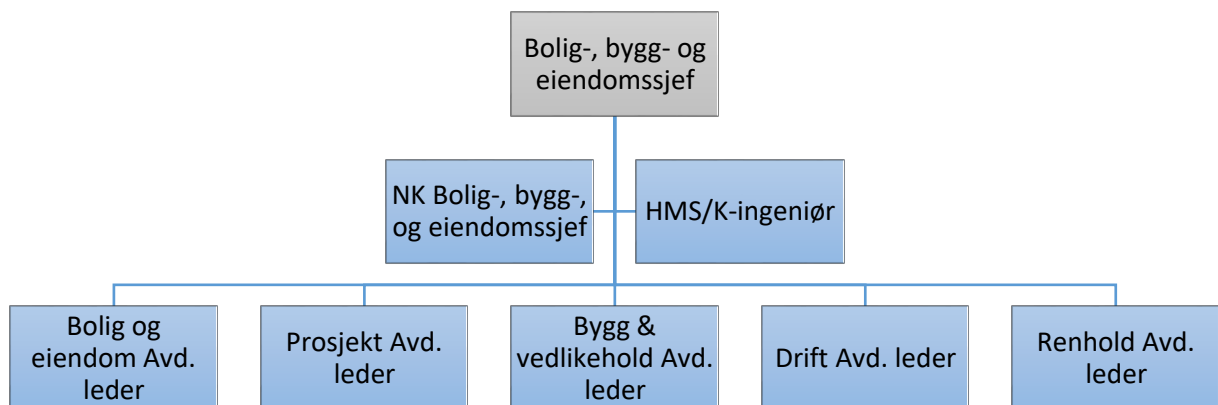 Bolig-, bygg- og
eiendomssjef
NK Bolig-, bygg-,
og eiendomssjef
HMS/K-ingeniør
Bolig og
eiendom Avd.
leder
Prosjekt Avd.
leder
Bygg &
vedlikehold Avd.
leder
Drift Avd. leder
Renhold Avd.
leder